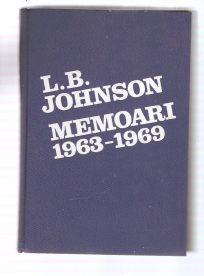 L.B.
JOHNSON
MEMOARI
1963-1969